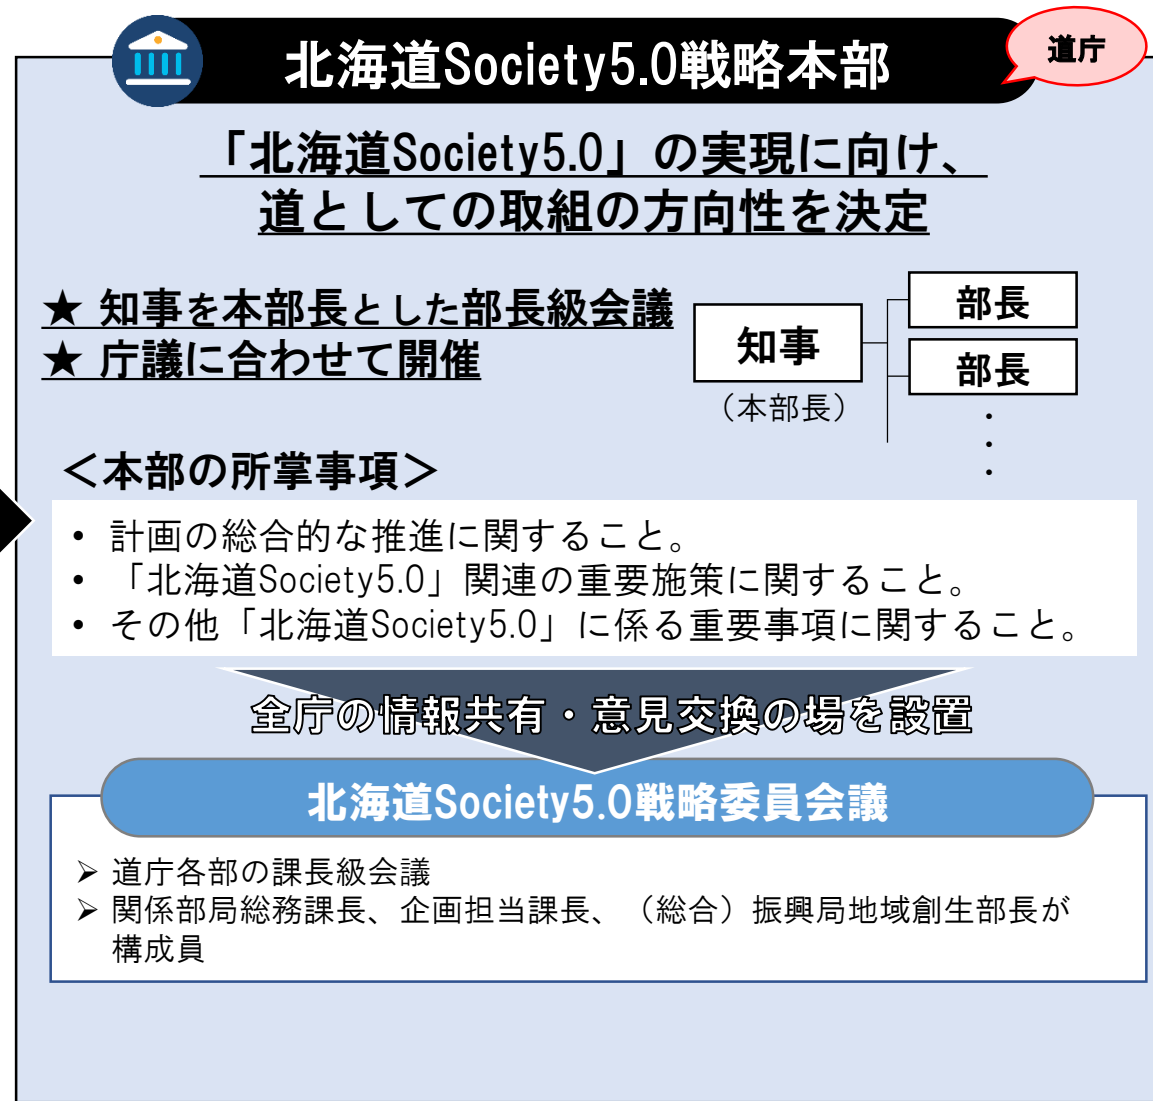 北海道Society5.0戦略本部
道庁
「北海道Society5.0」の実現に向け、
道としての取組の方向性を決定
★ 知事を本部長とした部長級会議
★ 庁議に合わせて開催
知事
（本部長）
部長
部長
・
・
・
＜本部の所掌事項＞
• 計画の総合的な推進に関すること。
• 「北海道Society5.0」関連の重要施策に関すること。
• その他「北海道Society5.0」に係る重要事項に関すること。
全庁の情報共有・意見交換の場を設置
北海道Society5.0戦略委員会議
➢ 道庁各部の課長級会議
➢ 関係部局総務課長、企画担当課長、（総合）振興局地域創生部長が
構成員